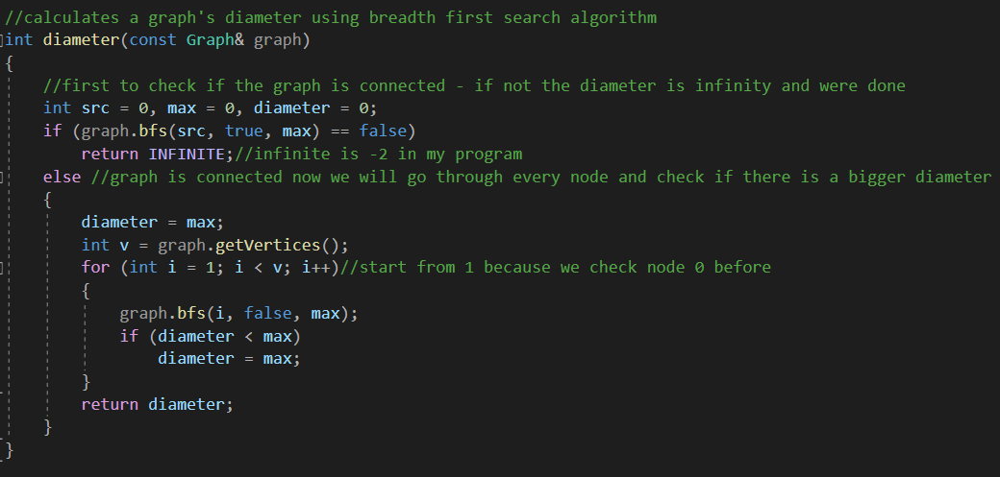 //calculates a graph's diameter using breadth first search algorithm
int diameter(const Graph& graph)
{
    //first to check if the graph is connected - if not the diameter is infinity and were done
    int src = 0, max = 0, diameter = 0;
    if (graph.bfs(src, true, max) == false)
        return INFINITE;//infinite is -2 in my program
    else //graph is connected now we will go through every node and check if there is a bigger diameter
    {
        diameter = max;
        int v = graph.getVertices();
        for (int i = 1; i < v; i++)//start from 1 because we check node 0 before
        {
            graph.bfs(i, false, max);
            if (diameter < max)
                diameter = max;
        }
        return diameter;
    }
}